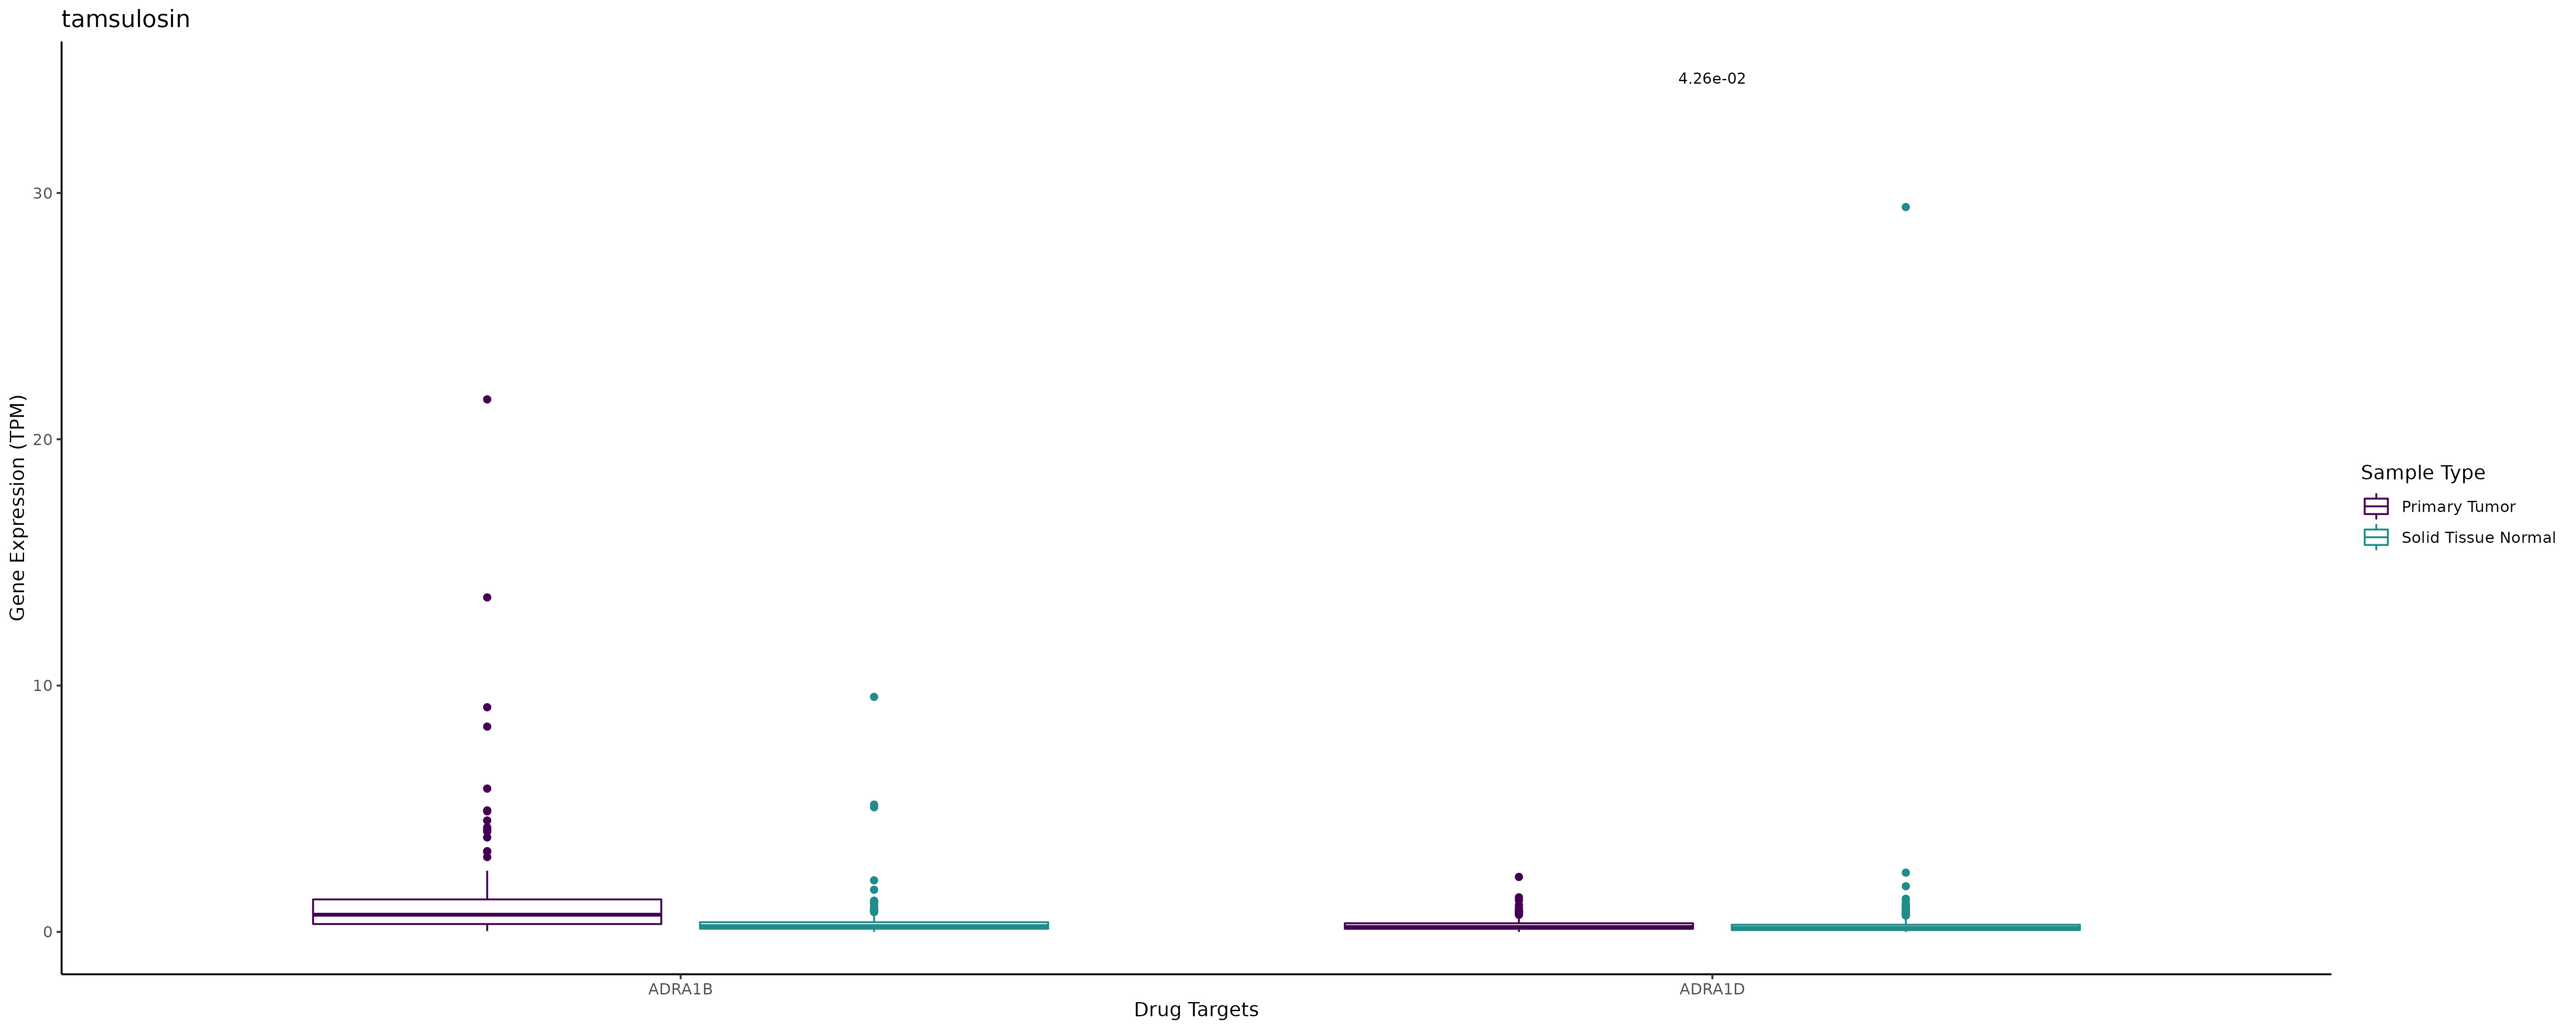 tamsulosin
4.26e-02
30
20
10
0
Gene Expression (TPM)
ADRA1B
ADRA1D
Drug Targets
Sample Type
Primary Tumor
Solid Tissue Normal